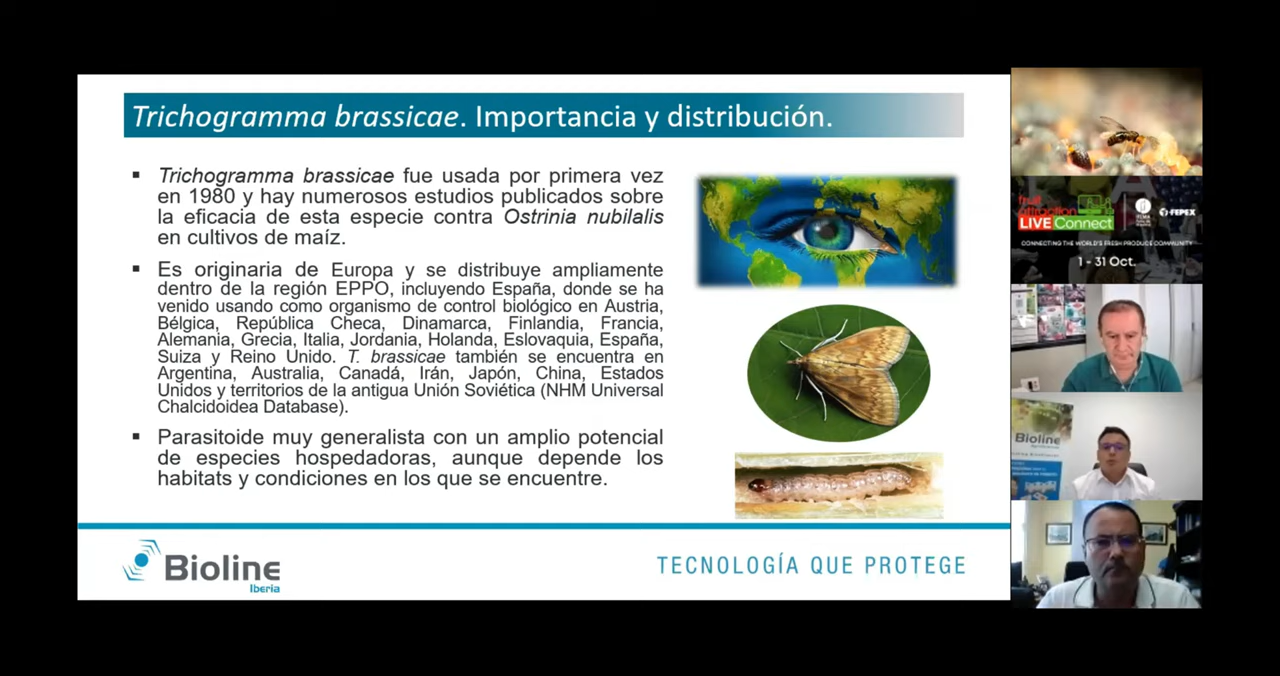 Trichogramma brassicae. Importancia y distribución.
Trichogramma brassicae fue usada por primera vez
en 1980 y hay numerosos estudios publicados sobre
la eficacia de esta especie contra Ostrinia nubilalis
en cultivos de maíz.
Es originaria de Europa y se distribuye ampliamente
dentro de la región EPPO, incluyendo España, donde se ha
venido usando como organismo de control biológico en Austria,
Bélgica, República Checa, Dinamarca, Finlandia, Francia,
Alemania, Grecia, Italia, Jordania, Holanda, Eslovaquia, España,
Suiza y Reino Unido. T. brassicae también se encuentra en
Argentina, Australia, Canadá, Irán, Japón, China, Estados
Unidos y territorios de la antigua Unión Soviética (NHM Universal
Chalcidoidea Database).
Parasitoide muy generalista con un amplio potencial
de especies hospedadoras, aunque depende los
habitats y condiciones en los que se encuentre.
Bioline
Iberia
TECNOLOGÍA QUE PROTEGE
fruit
attraction
LIVE Connect
FEPEX
CONNECTING THE WORLD'S FRESH PRODUCE COMMUNITY
1 - 31 Oct.
Bioline